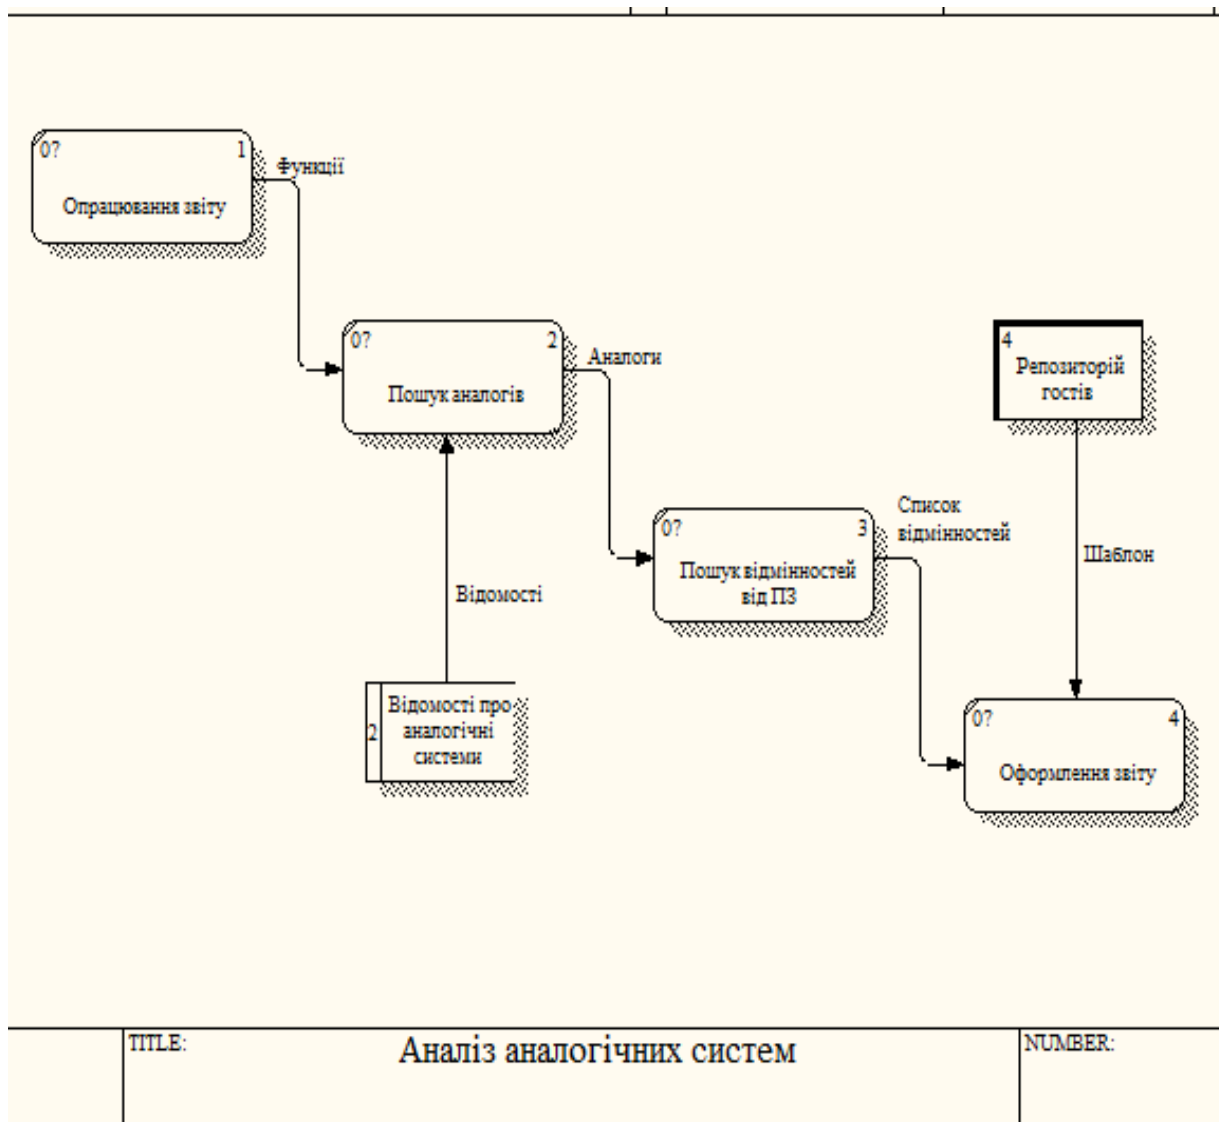 0?
1
Опрацювання звіту
Функції
0?
2
Пошук аналогів
Аналоги
4
Репозиторій
гостів
0?
3
Пошук відмінностей
від ПЗ
Список
відмінностей
Шаблон
Відомості
2
Відомості про
аналогічні
системи
0?
4
Оформлення звіту
TITLE:
Аналіз аналогічних систем
NUMBER: